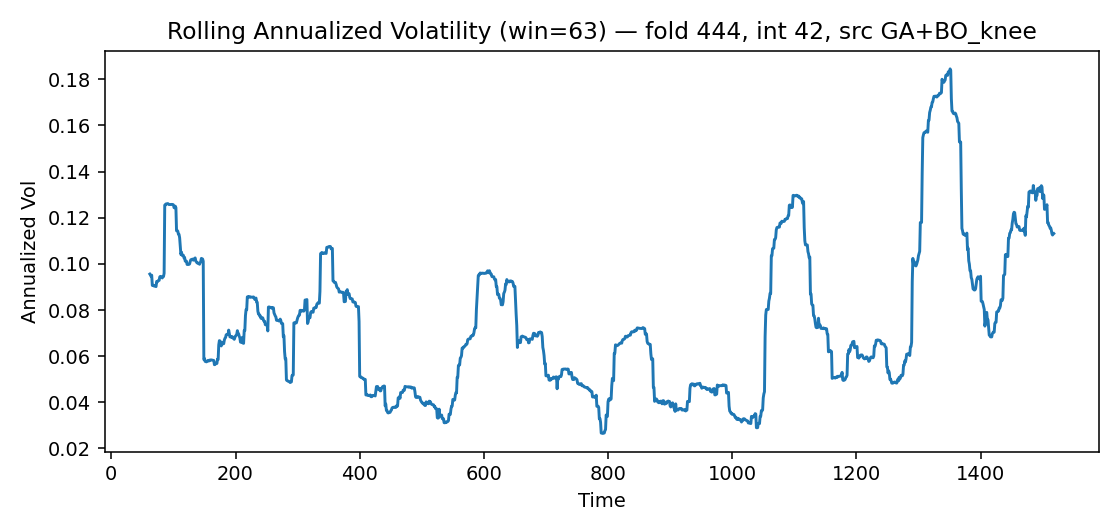 Rolling Annualized Volatility (win=63) — fold 444, int 42, src GA+BO_knee
Annualized Vol
0.18
0.16
0.14
0.12
0.10
0.08
0.06
0.04
0.02
0 200 400 600 800 1000 1200 1400
Time